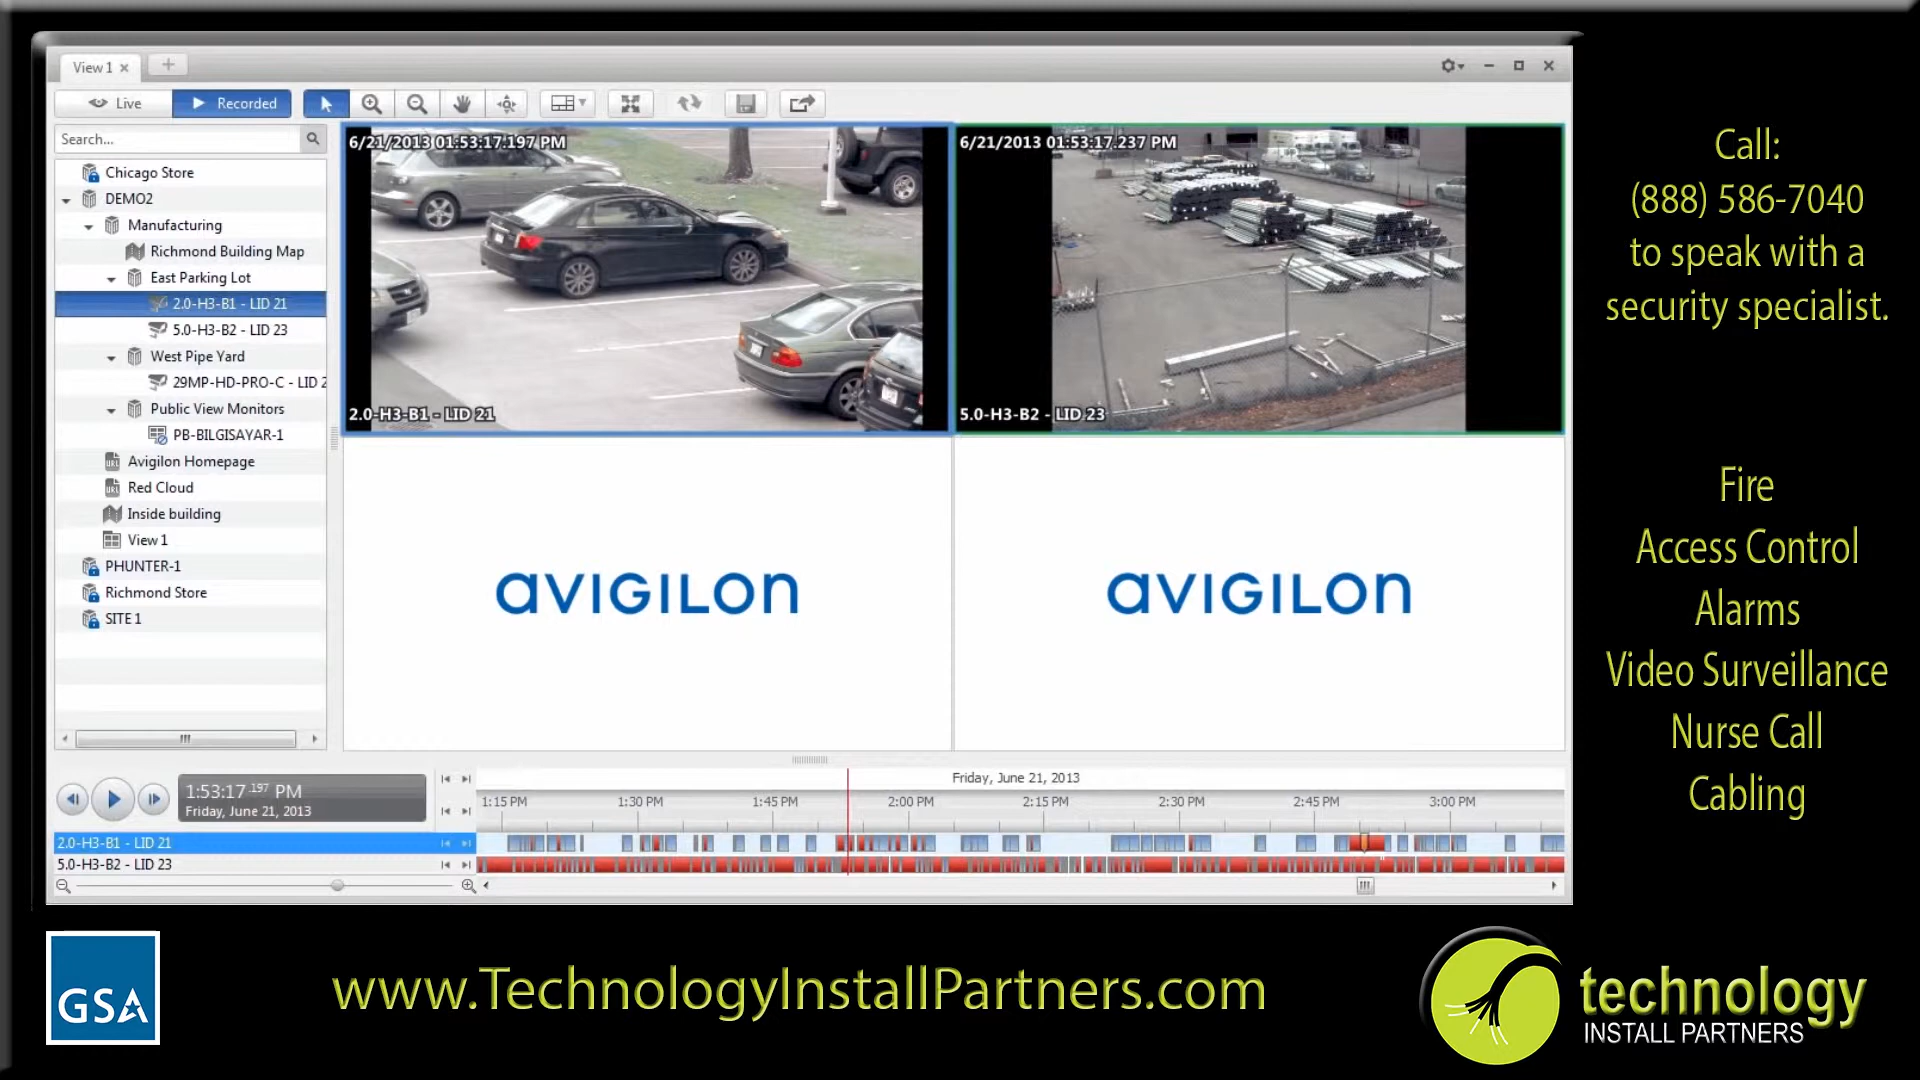 View 1
Live
Recorded
Search...
Chicago Store
DEMO2
Manufacturing
Richmond Building Map
East Parking Lot
2.0-H3-B1 - LID 21
5.0-H3-B2 - LID 23
West Pipe Yard
29MP-HD-PRO-C - LID 2
Public View Monitors
PB-BILGISAYAR-1
URL Avigilon Homepage
URL Red Cloud
Inside building
View 1
PHUNTER-1
Richmond Store
SITE 1
6/21/2013 01:53:17.197 PM
2.0-H3-B1 - LID 21
6/21/2013 01:53:17.237 PM
5.0-H3-B2 - LID 23
avigilon
avigilon
1:53:17.197 PM
Friday, June 21, 2013
Friday, June 21, 2013
1:15 PM 1:30 PM 1:45 PM 2:00 PM 2:15 PM 2:30 PM 2:45 PM 3:00 PM
2.0-H3-B1 - LID 21
5.0-H3-B2 - LID 23
Call:
(888) 586-7040
to speak with a
security specialist.
Fire
Access Control
Alarms
Video Surveillance
Nurse Call
Cabling
GSA
www.TechnologyInstallPartners.com
technology
INSTALL PARTNERS